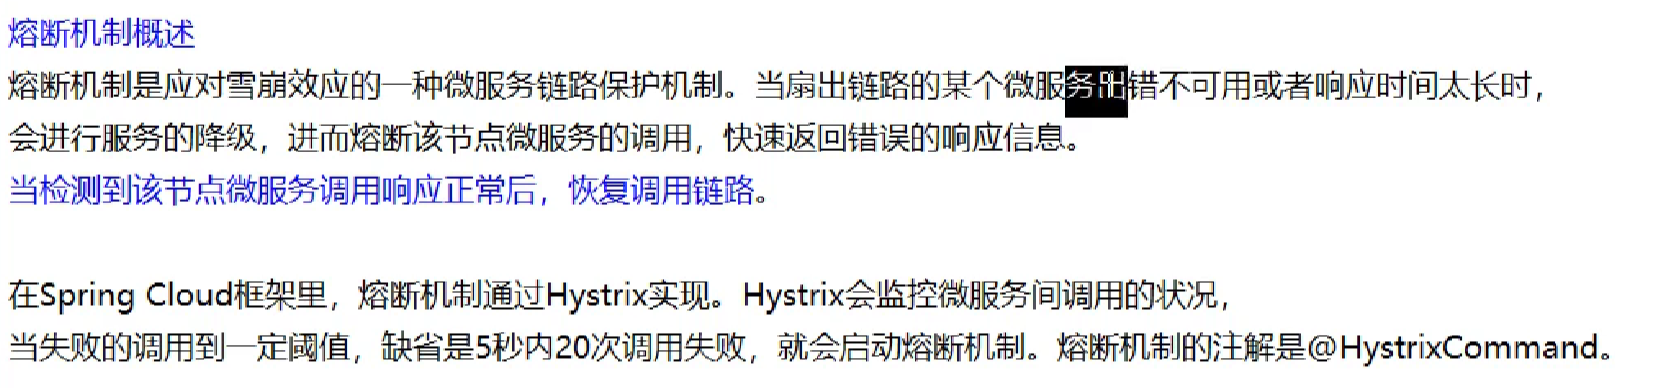 熔断机制概述
熔断机制是应对雪崩效应的一种微服务链路保护机制。当扇出链路的某个微服务出错不可用或者响应时间太长时，
会进行服务的降级，进而熔断该节点微服务的调用，快速返回错误的响应信息。
当检测到该节点微服务调用响应正常后，恢复调用链路。
在Spring Cloud框架里，熔断机制通过Hystrix实现。Hystrix会监控微服务间调用的状况，
当失败的调用到一定阈值，缺省是5秒内20次调用失败，就会启动熔断机制。熔断机制的注解是@HystrixCommand。